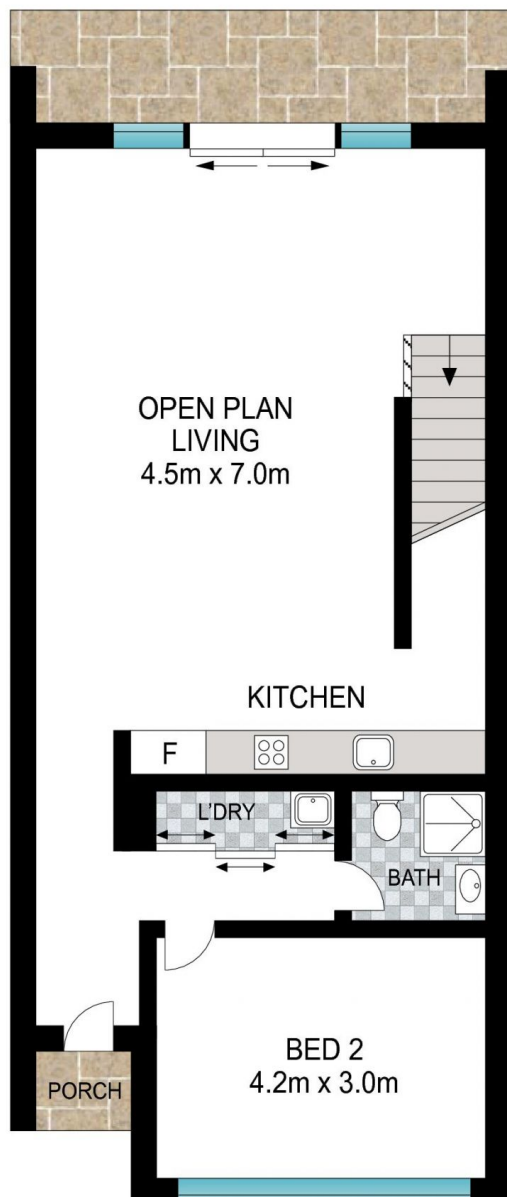 OPEN PLAN
LIVING
4.5m x 7.0m
KITCHEN
F
L'DRY
BATH
BED 2
4.2m x 3.0m
PORCH